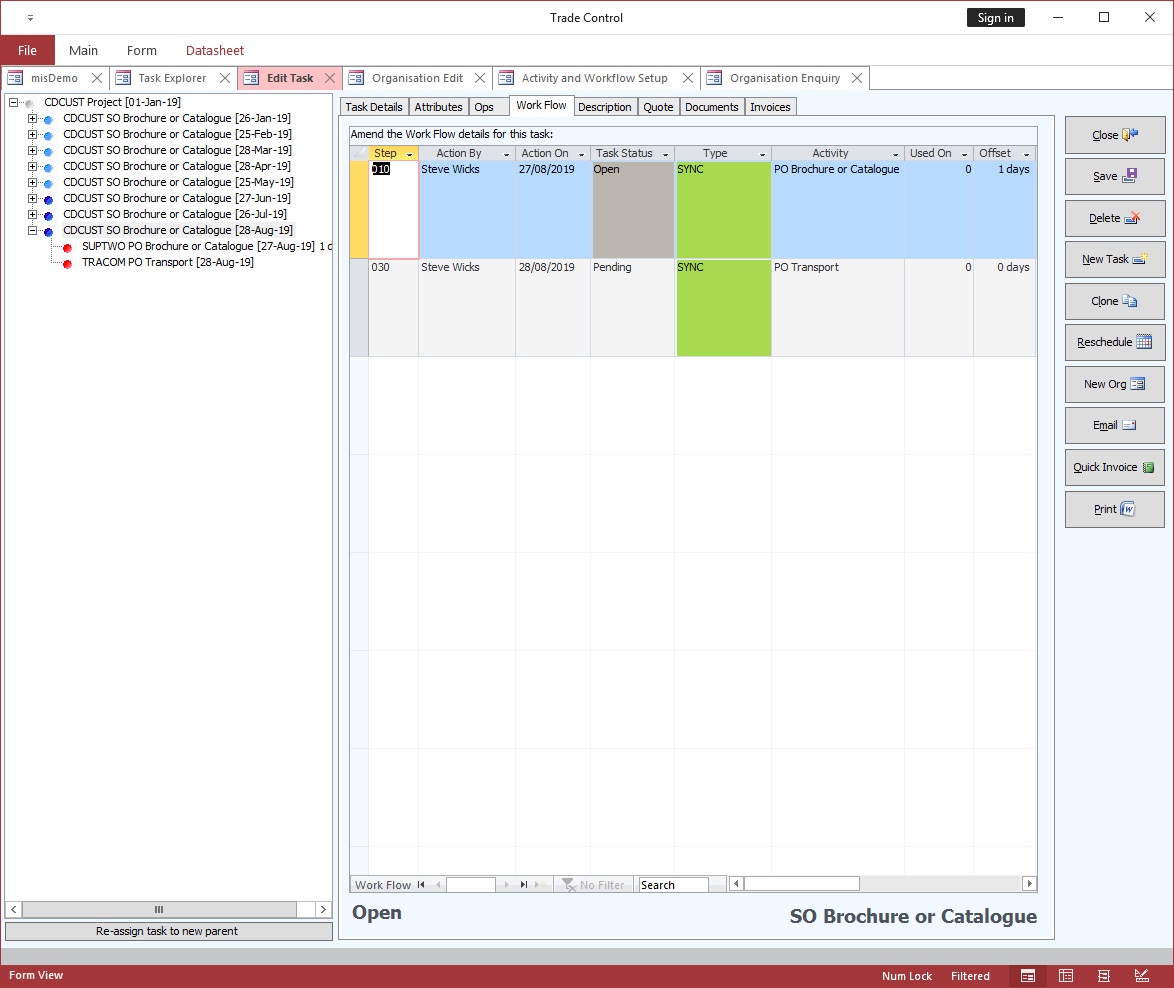 Trade Control
Sign in
File Main Form Datasheet
misDemo Task Explorer Edit Task Organisation Edit Activity and Workflow Setup Organisation Enquiry
CDCUST Project [01-Jan-19]
CDCUST SO Brochure or Catalogue [26-Jan-19]
CDCUST SO Brochure or Catalogue [25-Feb-19]
CDCUST SO Brochure or Catalogue [28-Mar-19]
CDCUST SO Brochure or Catalogue [28-Apr-19]
CDCUST SO Brochure or Catalogue [25-May-19]
CDCUST SO Brochure or Catalogue [27-Jun-19]
CDCUST SO Brochure or Catalogue [26-Jul-19]
CDCUST SO Brochure or Catalogue [28-Aug-19]
SUPTWO PO Brochure or Catalogue [27-Aug-19] 1 d
TRACOM PO Transport [28-Aug-19]
Re-assign task to new parent
Task Details Attributes Ops Work Flow Description Quote Documents Invoices
Amend the Work Flow details for this task:
Step Action By Action On Task Status Type Activity Used On Offset
010 Steve Wicks 27/08/2019 Open SYNC PO Brochure or Catalogue 0 1 days
030 Steve Wicks 28/08/2019 Pending SYNC PO Transport 0 0 days
Work Flow No Filter Search
Open SO Brochure or Catalogue
Close
Save
Delete
New Task
Clone
Reschedule
New Org
Email
Quick Invoice
Print
Form View Num Lock Filtered